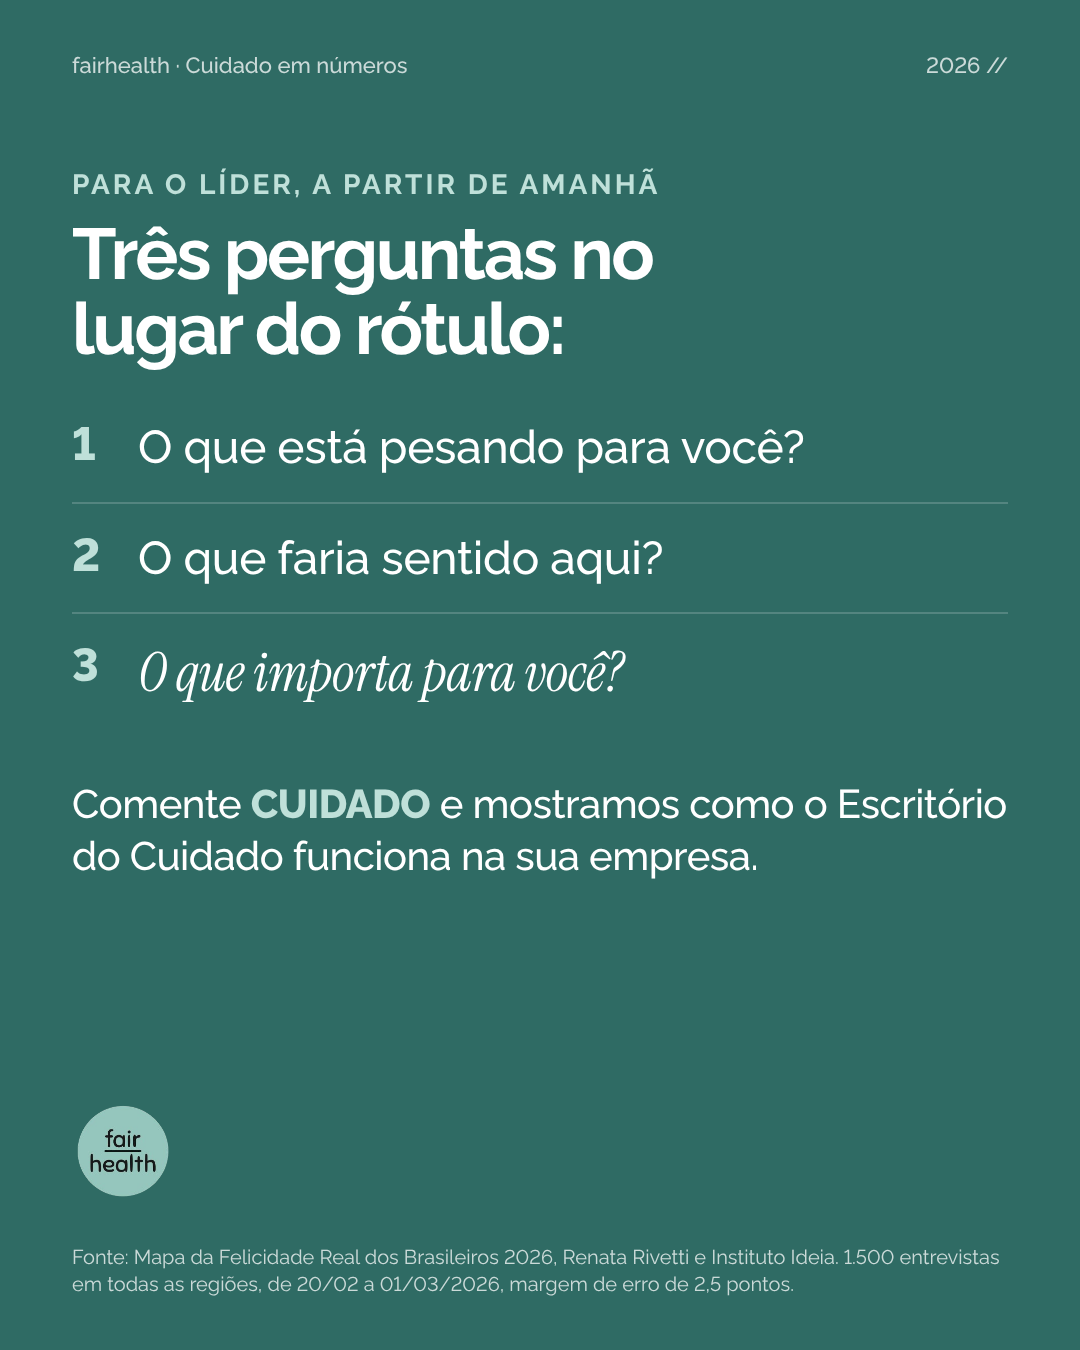 fairhealth · Cuidado em números
2026 //
PARA O LÍDER, A PARTIR DE AMANHÃ
Três perguntas no
lugar do rótulo:
1 O que está pesando para você?
2 O que faria sentido aqui?
3 O que importa para você?
Comente CUIDADO e mostramos como o Escritório
do Cuidado funciona na sua empresa.
fair
health
Fonte: Mapa da Felicidade Real dos Brasileiros 2026, Renata Rivetti e Instituto Ideia. 1.500 entrevistas
em todas as regiões, de 20/02 a 01/03/2026, margem de erro de 2,5 pontos.